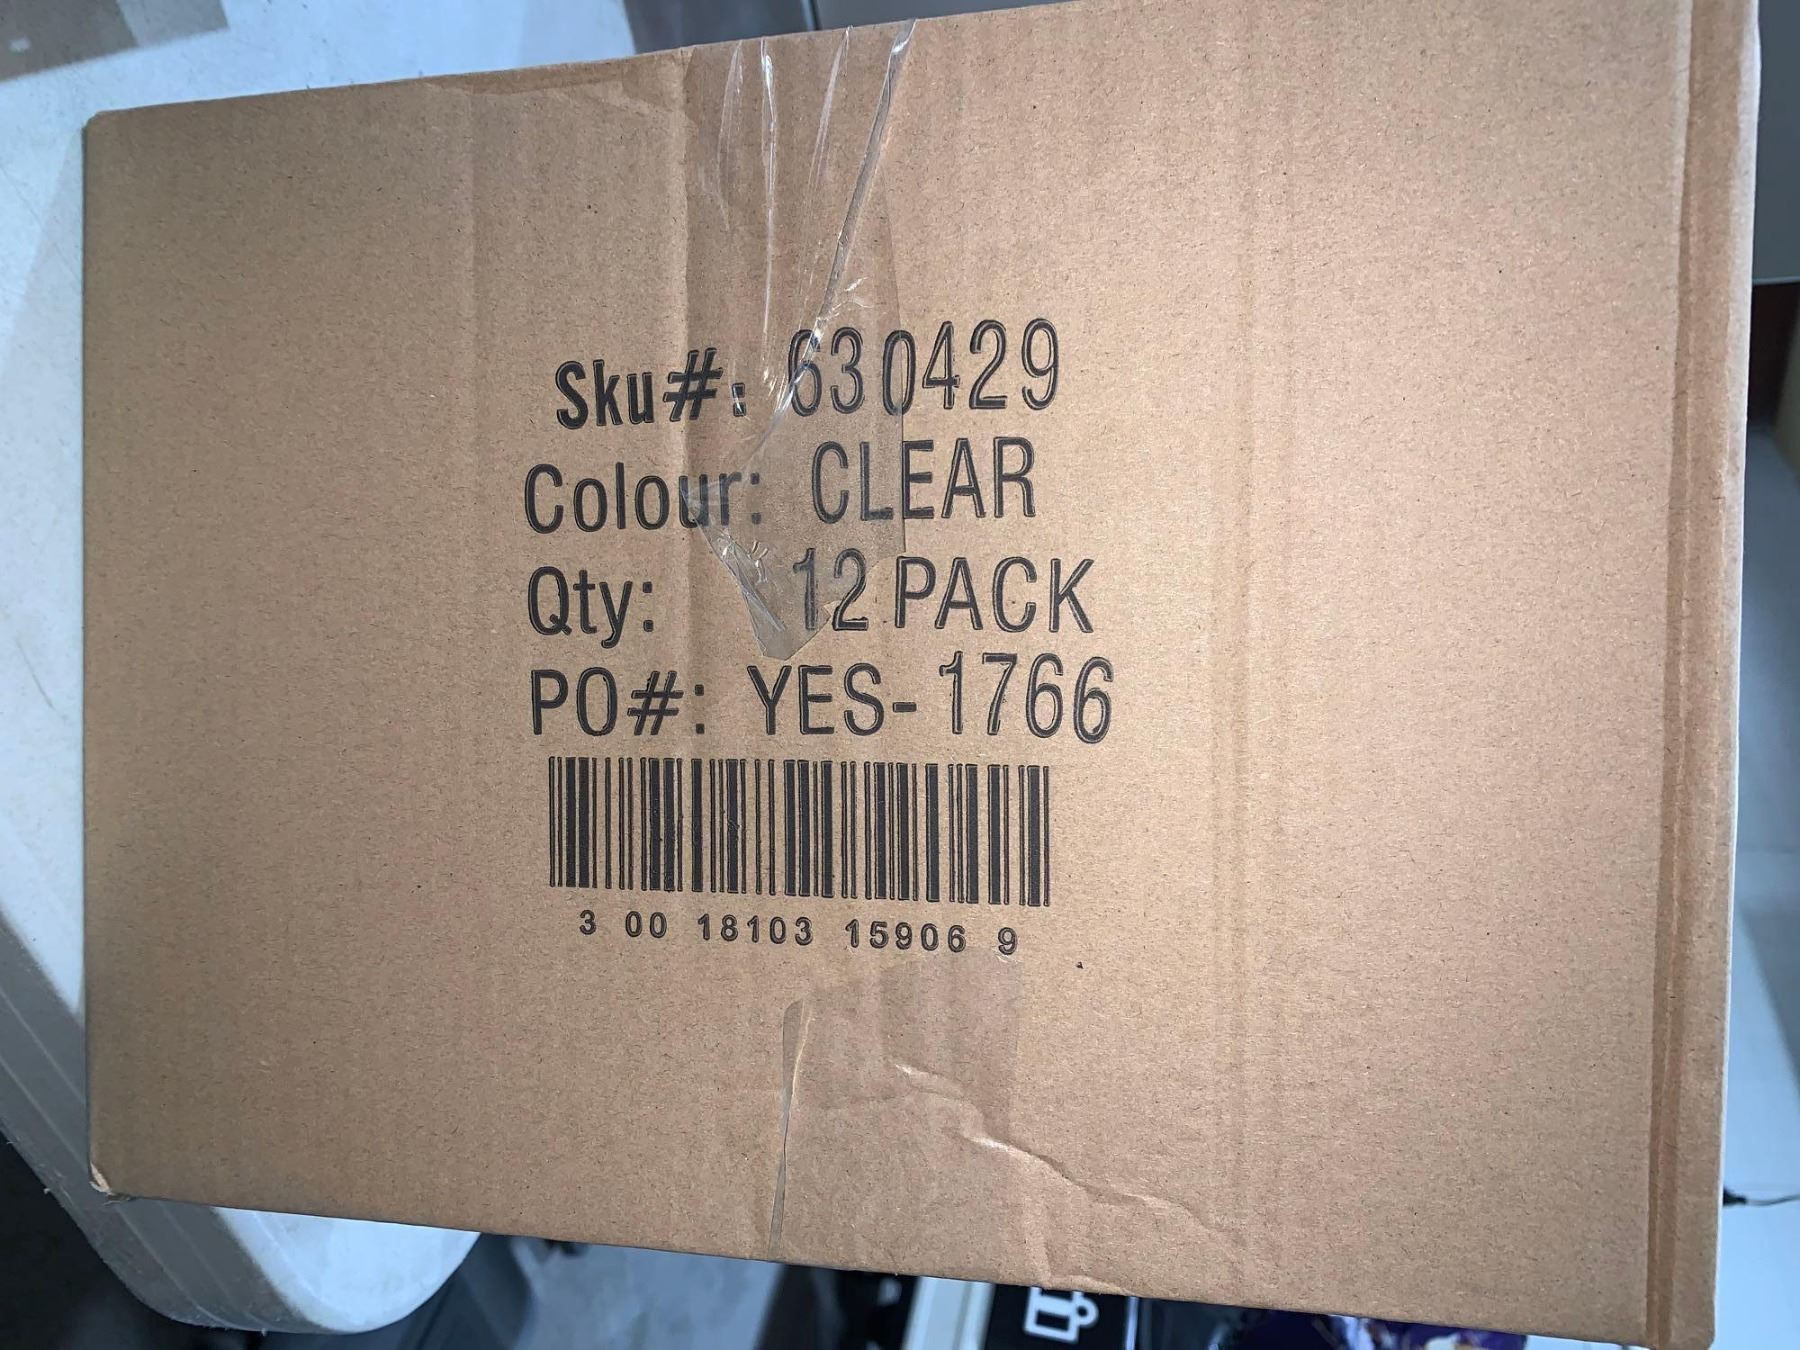 Sku#: 630429
Colour: CLEAR
Qty: 12 PACK
PO#: YES-1766
3 00 18103 15906 9